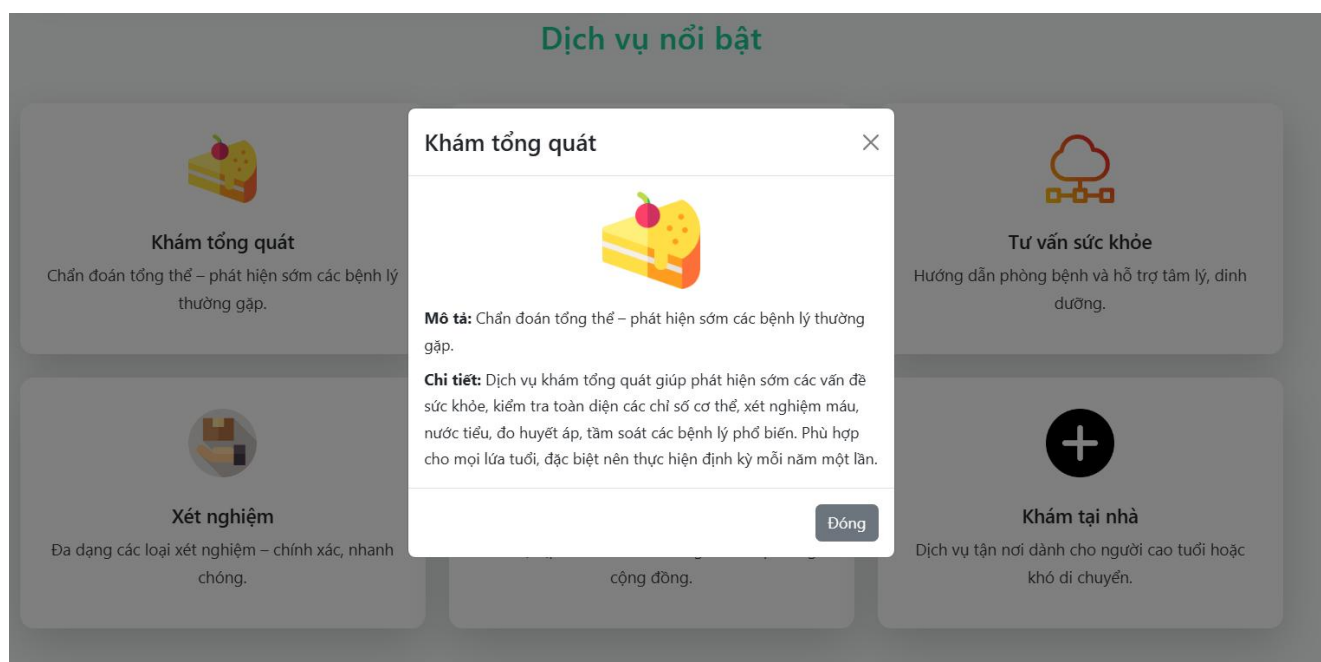 Dịch vụ nổi bật
Khám tổng quát
Mô tả: Chẩn đoán tổng thể – phát hiện sớm các bệnh lý thường
gặp.
Chi tiết: Dịch vụ khám tổng quát giúp phát hiện sớm các vấn đề
sức khỏe, kiểm tra toàn diện các chỉ số cơ thể, xét nghiệm máu,
nước tiểu, đo huyết áp, tầm soát các bệnh lý phổ biến. Phù hợp
cho mọi lứa tuổi, đặc biệt nên thực hiện định kỳ mỗi năm một lần.
Đóng
Khám tổng quát
Chẩn đoán tổng thể – phát hiện sớm các bệnh lý
thường gặp.
Tư vấn sức khỏe
Hướng dẫn phòng bệnh và hỗ trợ tâm lý, dinh
dưỡng.
Xét nghiệm
Đa dạng các loại xét nghiệm – chính xác, nhanh
chóng.
cộng đồng.
Khám tại nhà
Dịch vụ tận nơi dành cho người cao tuổi hoặc
khó di chuyển.